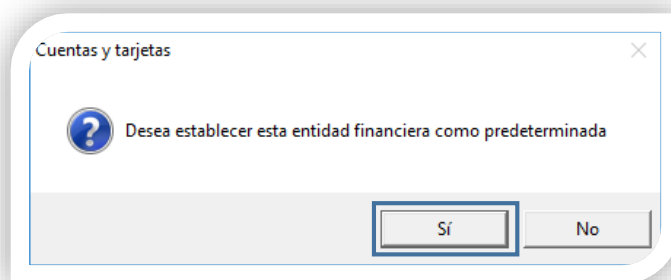 Cuentas y tarjetas
Desea establecer esta entidad financiera como predeterminada
Sí
No